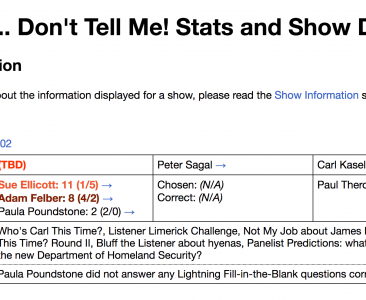 .. Don't Tell Me! Stats and Show D
ion
bout the information displayed for a show, please read the Show Information s
02
(TBD) Peter Sagal → Carl Kasel
Sue Ellicott: 11 (1/5) → Chosen: (N/A) Paul Thero
Adam Felber: 8 (4/2) → Correct: (N/A)
Paula Poundstone: 2 (2/0) →
Who's Carl This Time?, Listener Limerick Challenge, Not My Job about James
This Time? Round II, Bluff the Listener about hyenas, Panelist Predictions: what
the new Department of Homeland Security?
Paula Poundstone did not answer any Lightning Fill-in-the-Blank questions corr